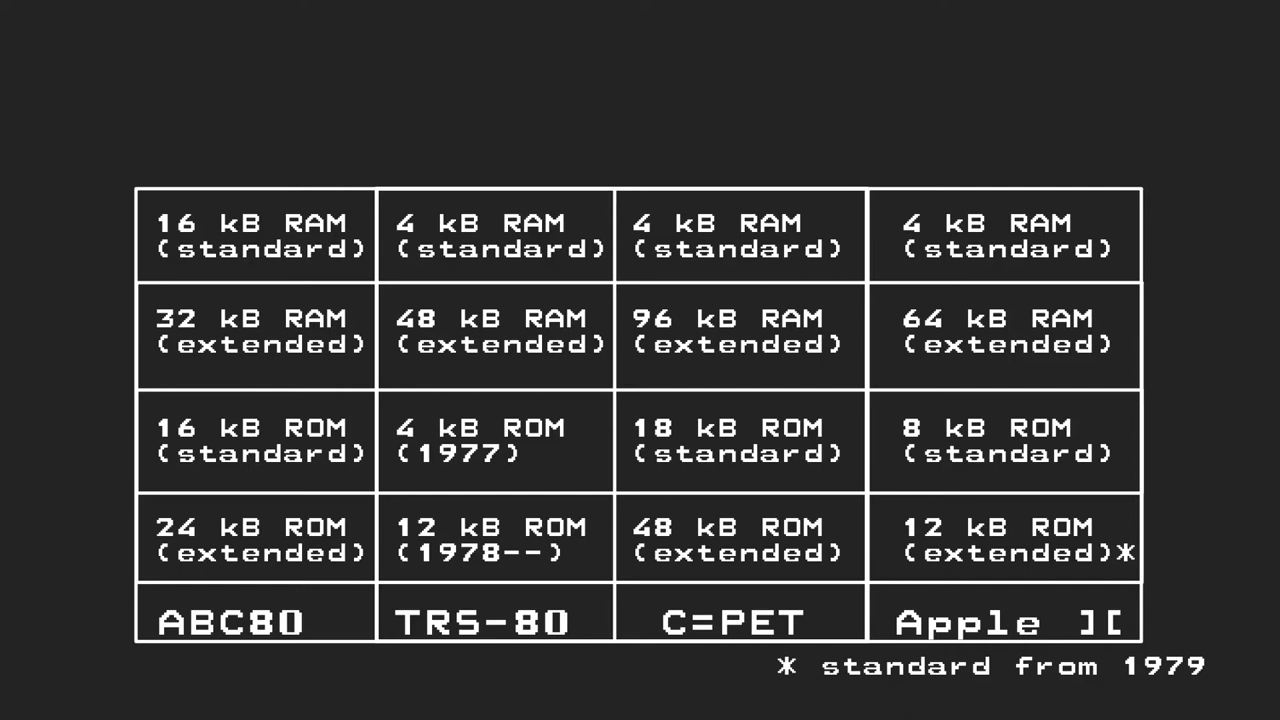 16 kB RAM
(standard)
4 kB RAM
(standard)
4 kB RAM
(standard)
4 kB RAM
(standard)
32 kB RAM
(extended)
48 kB RAM
(extended)
96 kB RAM
(extended)
64 kB RAM
(extended)
16 kB ROM
(standard)
4 kB ROM
(1977)
18 kB ROM
(standard)
8 kB ROM
(standard)
24 kB ROM
(extended)
12 kB ROM
(1978--)
48 kB ROM
(extended)
12 kB ROM
(extended)*
ABC80
TRS-80
C=PET
Apple ][
* standard from 1979